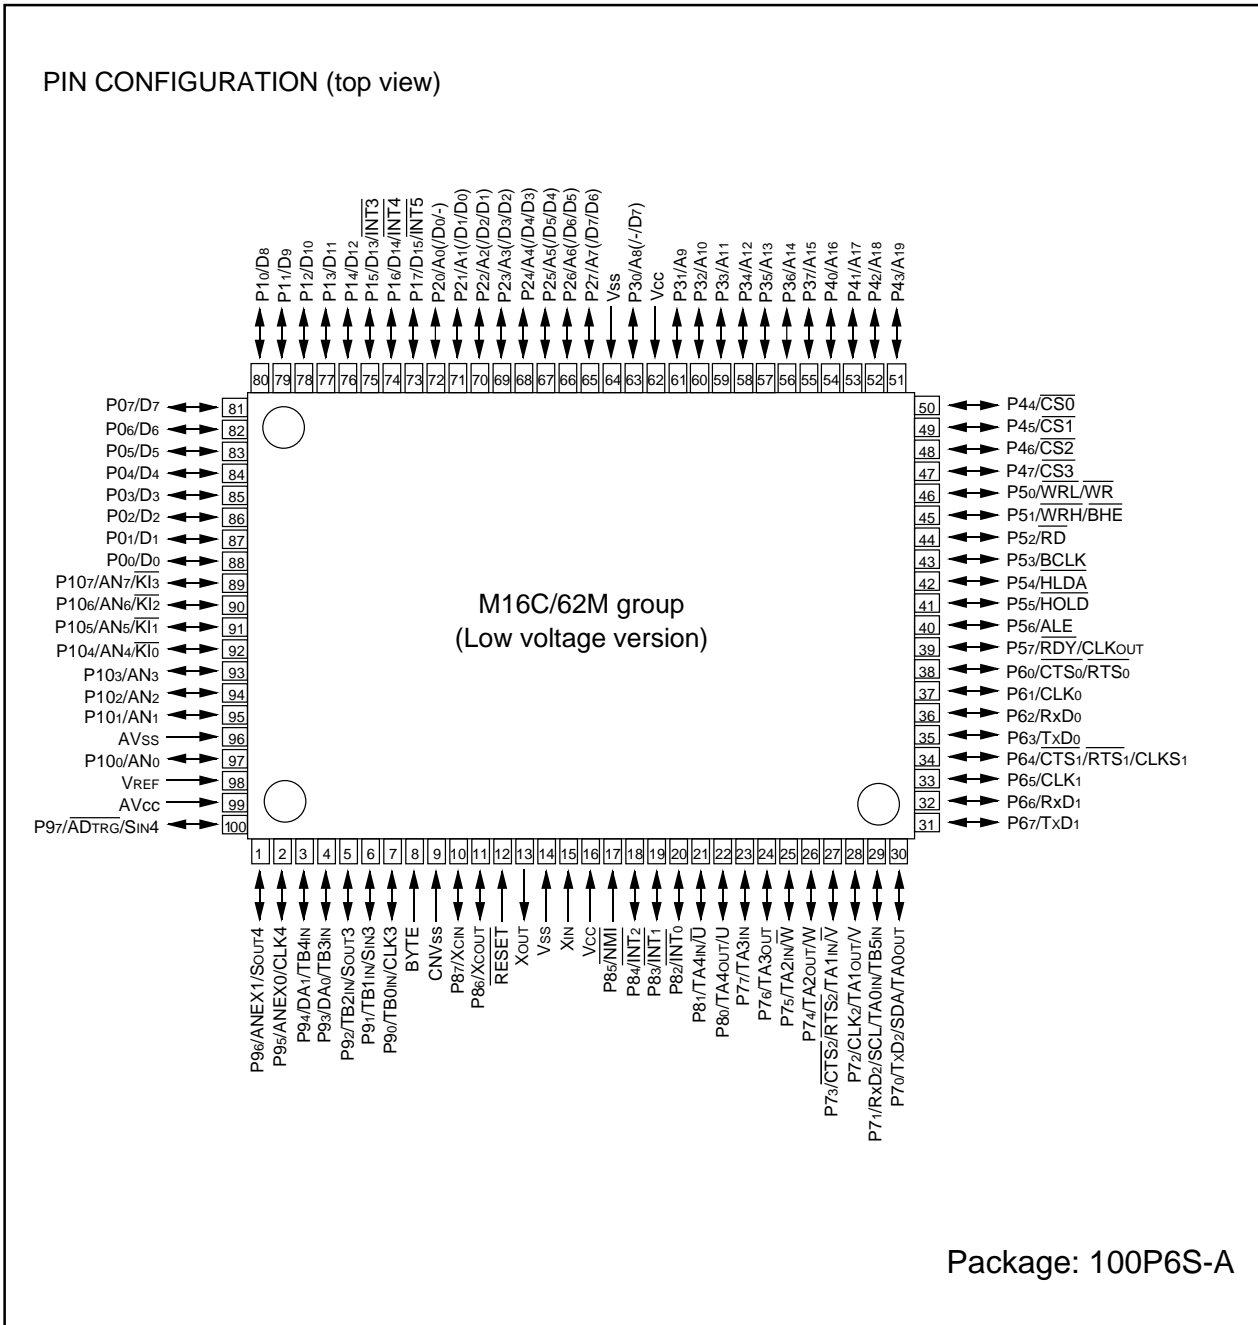 PIN CONFIGURATION (top view)
P10/D8
P11/D9
P12/D10
P13/D11
P14/D12
P15/D13/INT3
P16/D14/INT4
P17/D15/INT5
P20/A0(/D0/-)
P21/A1(/D1/D0)
P22/A2(/D2/D1)
P23/A3(/D3/D2)
P24/A4(/D4/D3)
P25/A5(/D5/D4)
P26/A6(/D6/D5)
P27/A7(/D7/D6)
Vss
P30/A8(/-/D7)
Vcc
P31/A9
P32/A10
P33/A11
P34/A12
P35/A13
P36/A14
P37/A15
P40/A16
P41/A17
P42/A18
P43/A19
80 79 78 77 76 75 74 73 72 71 70 69 68 67 66 65 64 63 62 61 60 59 58 57 56 55 54 53 52 51
P07/D7 81
P06/D6 82
P05/D5 83
P04/D4 84
P03/D3 85
P02/D2 86
P01/D1 87
P00/D0 88
P107/AN7/KI3 89
P106/AN6/KI2 90
P105/AN5/KI1 91
P104/AN4/KI0 92
P103/AN3 93
P102/AN2 94
P101/AN1 95
AVss 96
P100/AN0 97
VREF 98
AVcc 99
P97/ADTRG/SIN4 100
M16C/62M group
(Low voltage version)
50 P44/CS0
49 P45/CS1
48 P46/CS2
47 P47/CS3
46 P50/WRL/WR
45 P51/WRH/BHE
44 P52/RD
43 P53/BCLK
42 P54/HLDA
41 P55/HOLD
40 P56/ALE
39 P57/RDY/CLKOUT
38 P60/CTS0/RTS0
37 P61/CLK0
36 P62/RxD0
35 P63/TxD0
34 P64/CTS1/RTS1/CLKS1
33 P65/CLK1
32 P66/RxD1
31 P67/TxD1
1 2 3 4 5 6 7 8 9 10 11 12 13 14 15 16 17 18 19 20 21 22 23 24 25 26 27 28 29 30
P96/ANEX1/SOUT4
P95/ANEX0/CLK4
P94/DA1/TB4IN
P93/DA0/TB3IN
P92/TB2IN/SOUT3
P91/TB1IN/SIN3
P90/TB0IN/CLK3
BYTE
CNVss
P87/XCIN
P86/XCOUT
RESET
XOUT
Vss
XIN
Vcc
P85/NMI
P84/INT2
P83/INT1
P82/INT0
P81/TA4IN/U
P80/TA4OUT/U
P77/TA3IN
P76/TA3OUT
P75/TA2IN/W
P74/TA2OUT/W
P73/CTS2/RTS2/TA1IN/V
P72/CLK2/TA1OUT/V
P71/RxD2/SCL/TA0IN/TB5IN
P70/TxD2/SDA/TA0OUT
Package: 100P6S-A